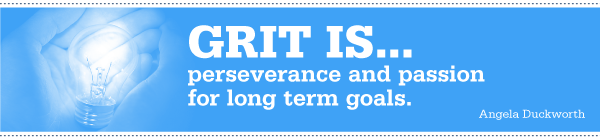 GRIT IS...
perseverance and passion
for long term goals.
Angela Duckworth